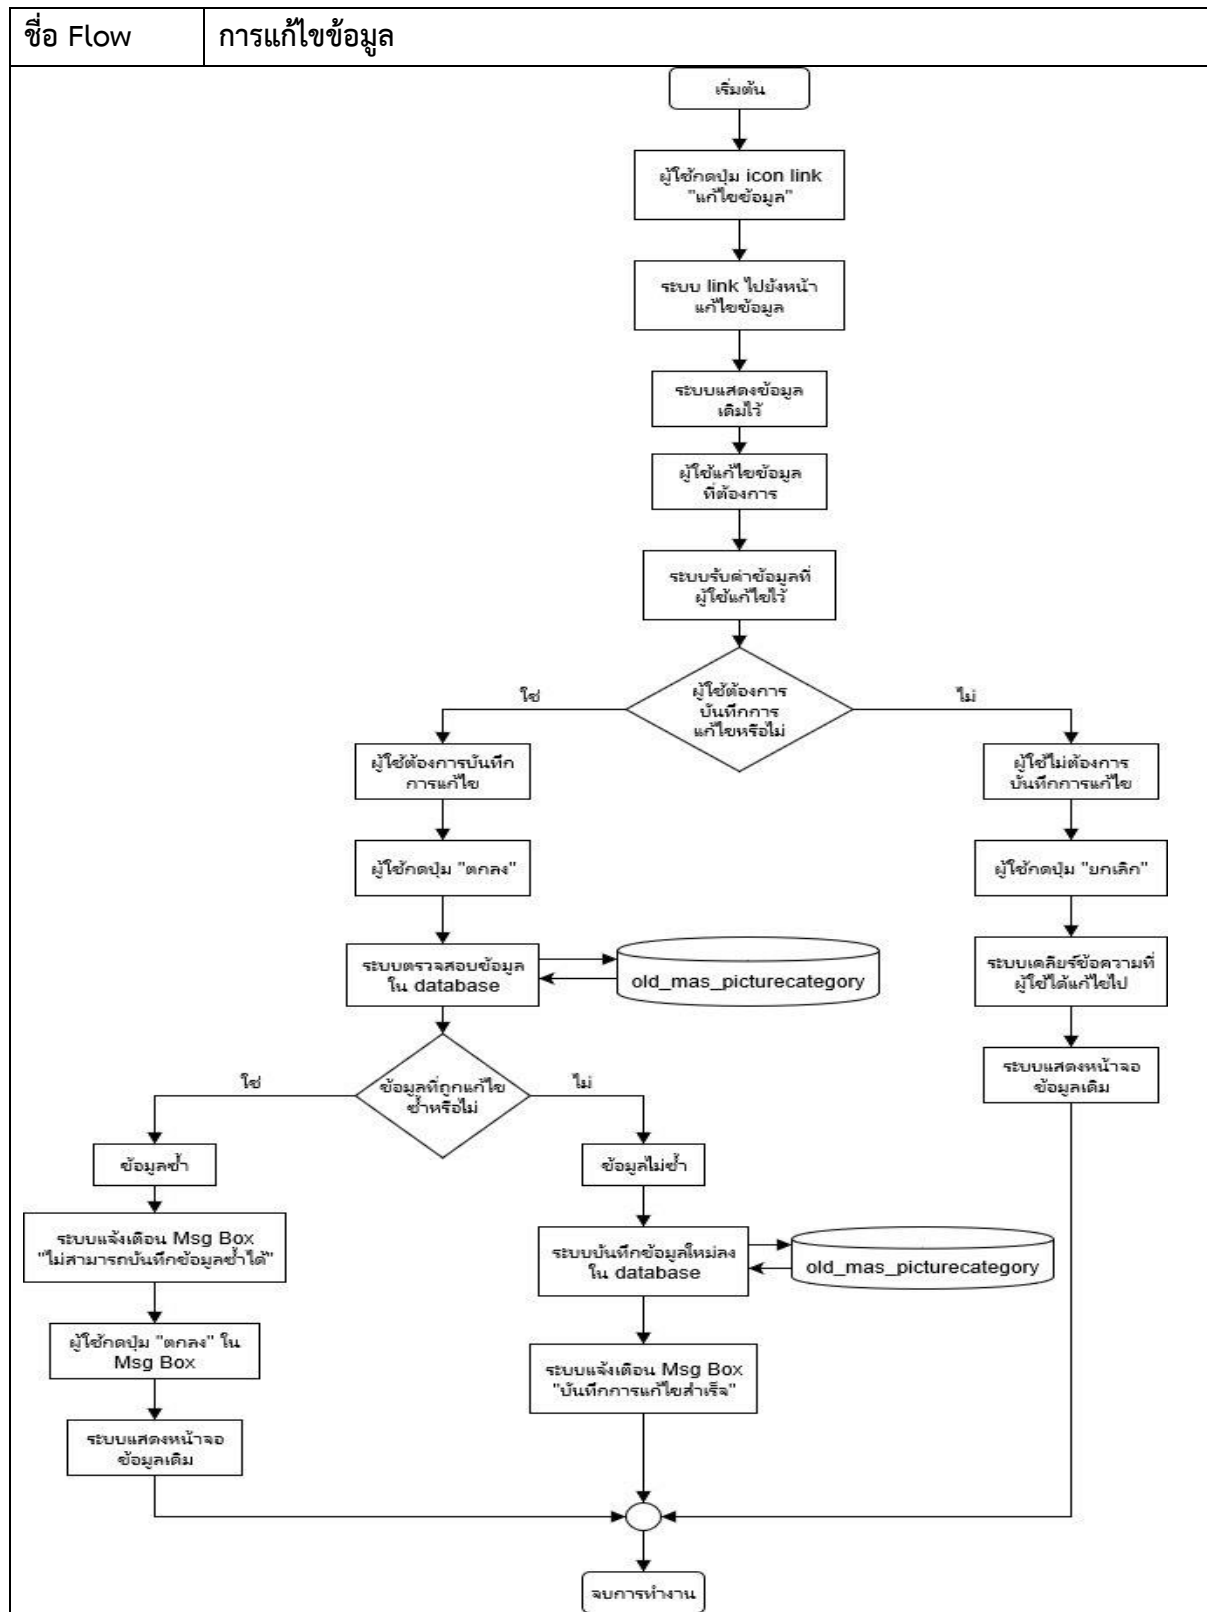 ชื่อ Flow
การแก้ไขข้อมูล
เริ่มต้น
ผู้ใช้กดปุ่ม icon link
"แก้ไขข้อมูล"
ระบบ link ไปยังหน้า
แก้ไขข้อมูล
ระบบแสดงข้อมูล
เดิมไว้
ผู้ใช้แก้ไขข้อมูล
ที่ต้องการ
ระบบรับค่าข้อมูลที่
ผู้ใช้แก้ไขไว้
ผู้ใช้ต้องการ
บันทึกการ
แก้ไขหรือไม่
ใช่
ไม่
ผู้ใช้ต้องการบันทึก
การแก้ไข
ผู้ใช้ไม่ต้องการ
บันทึกการแก้ไข
ผู้ใช้กดปุ่ม "ตกลง"
ผู้ใช้กดปุ่ม "ยกเลิก"
ระบบตรวจสอบข้อมูล
ใน database
old_mas_picturecategory
ระบบเคลียร์ข้อความที่
ผู้ใช้ได้แก้ไขไป
ระบบแสดงหน้าจอ
ข้อมูลเดิม
ข้อมูลที่ถูกแก้ไข
ซ้ำหรือไม่
ใช่
ไม่
ข้อมูลซ้ำ
ข้อมูลไม่ซ้ำ
ระบบแจ้งเตือน Msg Box
"ไม่สามารถบันทึกข้อมูลซ้ำได้"
ระบบบันทึกข้อมูลใหม่ลง
ใน database
old_mas_picturecategory
ผู้ใช้กดปุ่ม "ตกลง" ใน
Msg Box
ระบบแจ้งเตือน Msg Box
"บันทึกการแก้ไขสำเร็จ"
ระบบแสดงหน้าจอ
ข้อมูลเดิม
จบการทำงาน